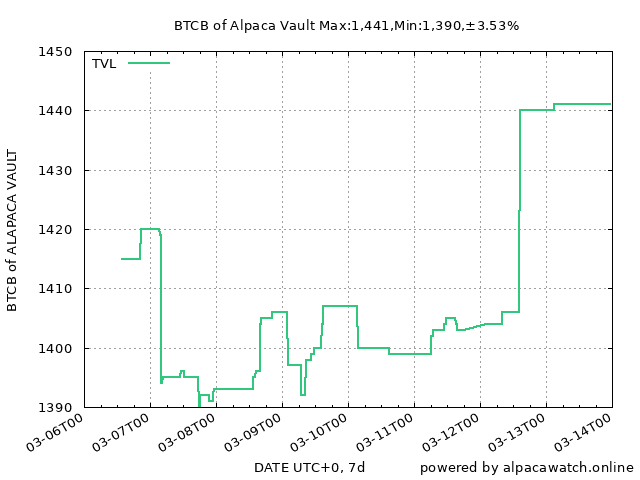 BTCB of Alpaca Vault Max:1,441,Min:1,390,±3.53%
TVL
BTCB of ALAPACA VAULT
1450
1440
1430
1420
1410
1400
1390
03-06T00
03-07T00
03-08T00
03-09T00
03-10T00
03-11T00
03-12T00
03-13T00
03-14T00
DATE UTC+0, 7d
powered by alpacawatch.online